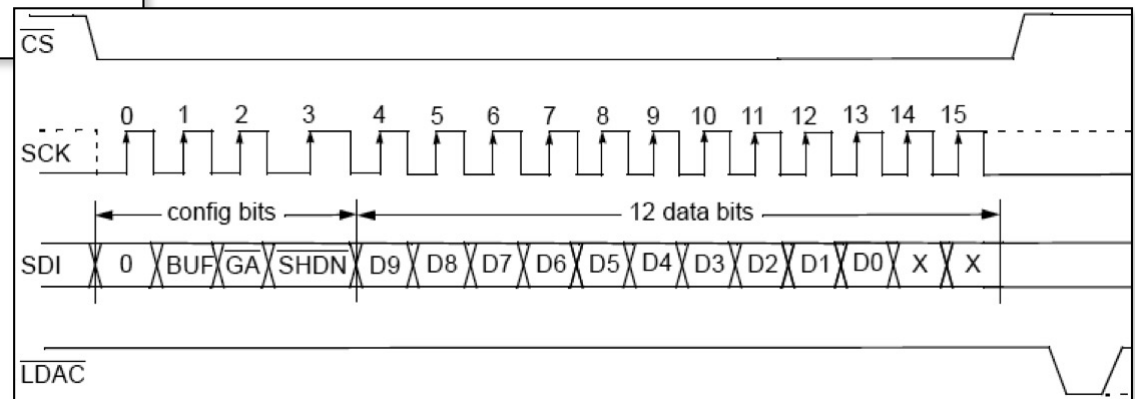 CS
0 1 2 3 4 5 6 7 8 9 10 11 12 13 14 15
SCK
config bits 12 data bits
SDI 0 BUF GA SHDN D9 D8 D7 D6 D5 D4 D3 D2 D1 D0 X X
LDAC